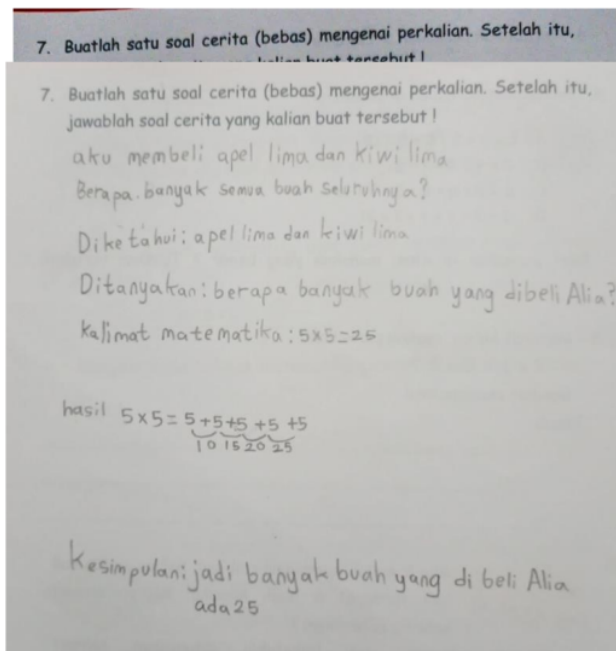 7. Buatlah satu soal cerita (bebas) mengenai perkalian. Setelah itu,
buat tersebut !
7. Buatlah satu soal cerita (bebas) mengenai perkalian. Setelah itu,
jawablah soal cerita yang kalian buat tersebut !
aku membeli apel lima dan kiwi lima
Berapa. banyak semua buah seluruhnya?
Diketahui: apel lima dan kiwi lima
Ditanyakan: berapa banyak buah yang dibeli Alia?
Kalimat matematika : 5x5=25
hasil 5x5= 5+5+5+5+5
10 15 20 25
Kesimpulan: jadi banyak buah yang di beli Alia
ada 25